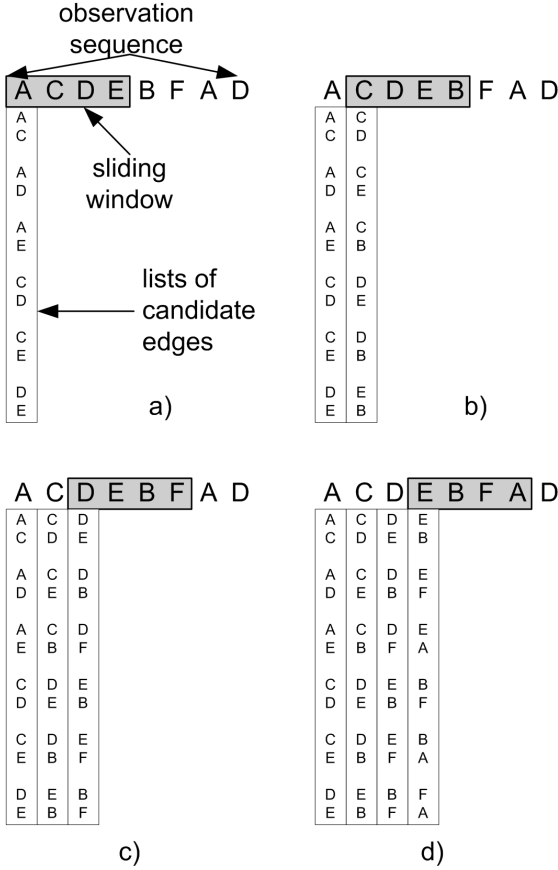 observation
sequence
A C D E B F A D
A
C
A
D
A
E
C
D
C
E
D
E
sliding
window
lists of
candidate
edges
a)
A C D E B F A D
A C
C D
A C
D E
A C
E B
C D
D E
C D
E B
D E
E B
b)
A C D E B F A D
A C D
C D E
A C D
D E B
A C D
E B F
C D E
D E B
C D E
E B F
D E B
E B F
c)
A C D E B F A D
A C D E
C D E B
A C D E
D E B F
A C D E
E B F A
C D E B
D E B F
C D E B
E B F A
D E B F
E B F A
d)